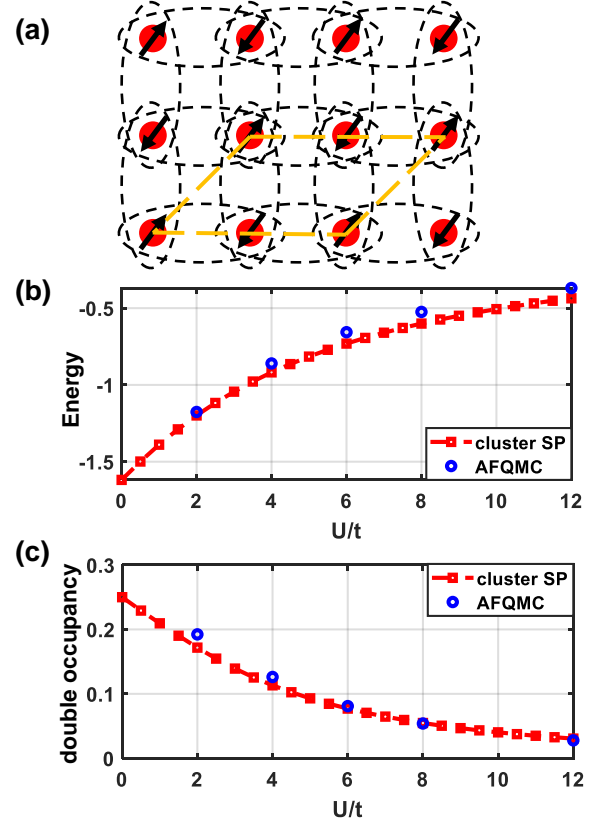 (a)
(b)
-0.5
-1
-1.5
Energy
0 2 4 6 8 10 12
U/t
cluster SP
AFQMC
(c)
0.3
0.2
0.1
0
double occupancy
0 2 4 6 8 10 12
U/t
cluster SP
AFQMC